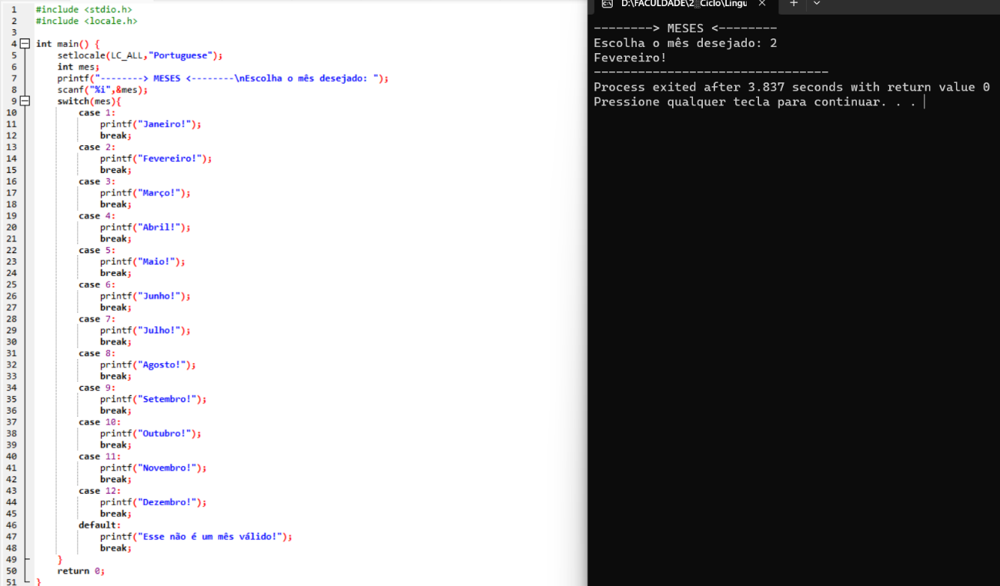 1 #include <stdio.h>
2 #include <locale.h>
3
4 int main() {
5 setlocale(LC_ALL,"Portuguese");
6 int mes;
7 printf("--------> MESES <--------\nEscolha o mês desejado: ");
8 scanf("%i",&mes);
9 switch(mes){
10 case 1:
11 printf("Janeiro!");
12 break;
13 case 2:
14 printf("Fevereiro!");
15 break;
16 case 3:
17 printf("Março!");
18 break;
19 case 4:
20 printf("Abril!");
21 break;
22 case 5:
23 printf("Maio!");
24 break;
25 case 6:
26 printf("Junho!");
27 break;
28 case 7:
29 printf("Julho!");
30 break;
31 case 8:
32 printf("Agosto!");
33 break;
34 case 9:
35 printf("Setembro!");
36 break;
37 case 10:
38 printf("Outubro!");
39 break;
40 case 11:
41 printf("Novembro!");
42 break;
43 case 12:
44 printf("Dezembro!");
45 break;
46 default:
47 printf("Esse não é um mês válido!");
48 break;
49 }
50 return 0;
51 }
D:\FACULDADE\2░Ciclo\Lingu
--------> MESES <--------
Escolha o mês desejado: 2
Fevereiro!
--------------------------------
Process exited after 3.837 seconds with return value 0
Pressione qualquer tecla para continuar. . .